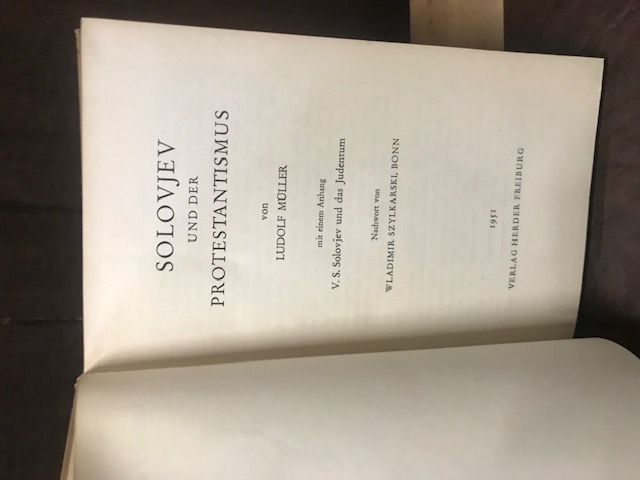 SOLOVJEV
UND DER
PROTESTANTISMUS
von
LUDOLF MÜLLER
mit einem Anhang
V. S. Solovjev und das Judentum
Nachwort von
WLADIMIR SZYLKARSKI, BONN
1951
VERLAG HERDER FREIBURG